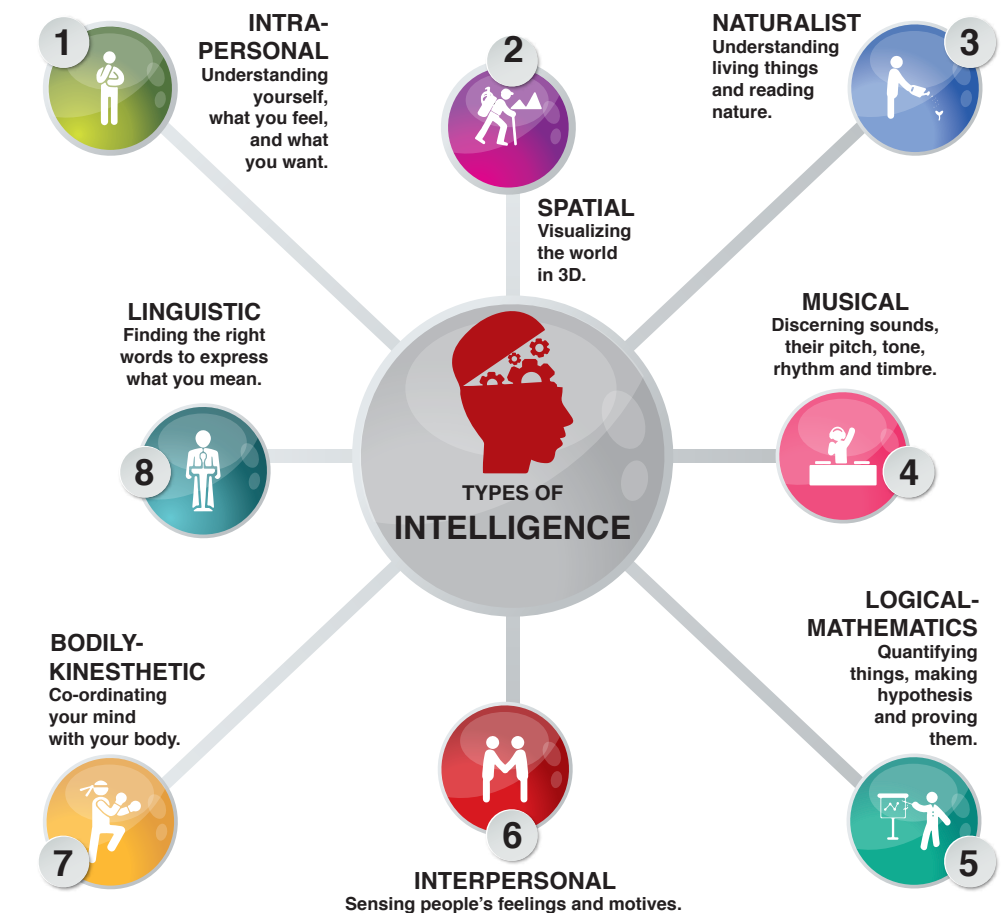 1
INTRA-
PERSONAL
Understanding
yourself,
what you feel,
and what
you want.
2
SPATIAL
Visualizing
the world
in 3D.
3
NATURALIST
Understanding
living things
and reading
nature.
MUSICAL
Discerning sounds,
their pitch, tone,
rhythm and timbre.
4
LOGICAL-
MATHEMATICS
Quantifying
things, making
hypothesis
and proving
them.
5
6
INTERPERSONAL
Sensing people's feelings and motives.
BODILY-
KINESTHETIC
Co-ordinating
your mind
with your body.
7
LINGUISTIC
Finding the right
words to express
what you mean.
8
TYPES OF
INTELLIGENCE